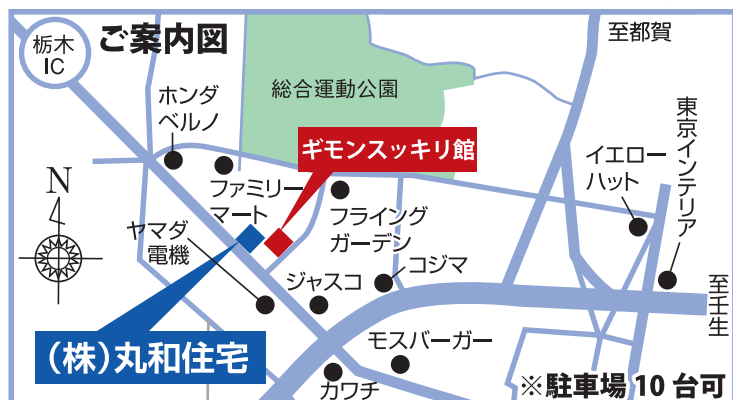 栃木
IC
ご案内図
至都賀
総合運動公園
ホンダ
ベルノ
東京インテリア
ギモンスッキリ館
イエロー
ハット
N
ファミリー
マート
フライング
ガーデン
ヤマダ
電機
コジマ
ジャスコ
至壬生
(株)丸和住宅
モスバーガー
カワチ
※駐車場10台可